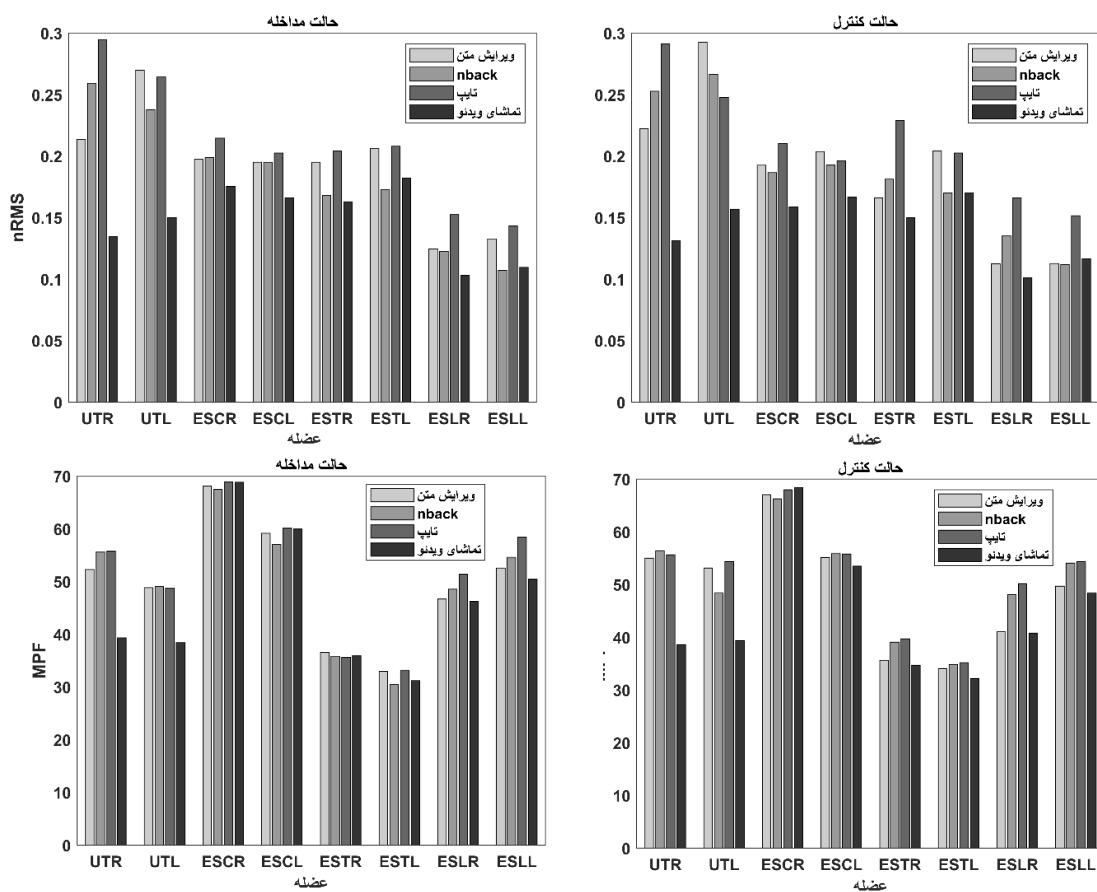 حالت مداخله
0.3
0.25
0.2
0.15
0.1
0.05
0
nRMS
ویرایش متن
nback
تایپ
تماشای ویدئو
UTR UTL ESCR ESCL ESTR ESTL ESLR ESLL
عضله
حالت کنترل
0.3
0.25
0.2
0.15
0.1
0.05
0
ویرایش متن
nback
تایپ
تماشای ویدئو
UTR UTL ESCR ESCL ESTR ESTL ESLR ESLL
عضله
حالت مداخله
70
60
50
40
30
20
10
0
MPF
ویرایش متن
nback
تایپ
تماشای ویدئو
UTR UTL ESCR ESCL ESTR ESTL ESLR ESLL
عضله
حالت کنترل
70
60
50
40
30
20
10
0
ویرایش متن
nback
تایپ
تماشای ویدئو
UTR UTL ESCR ESCL ESTR ESTL ESLR ESLL
عضله